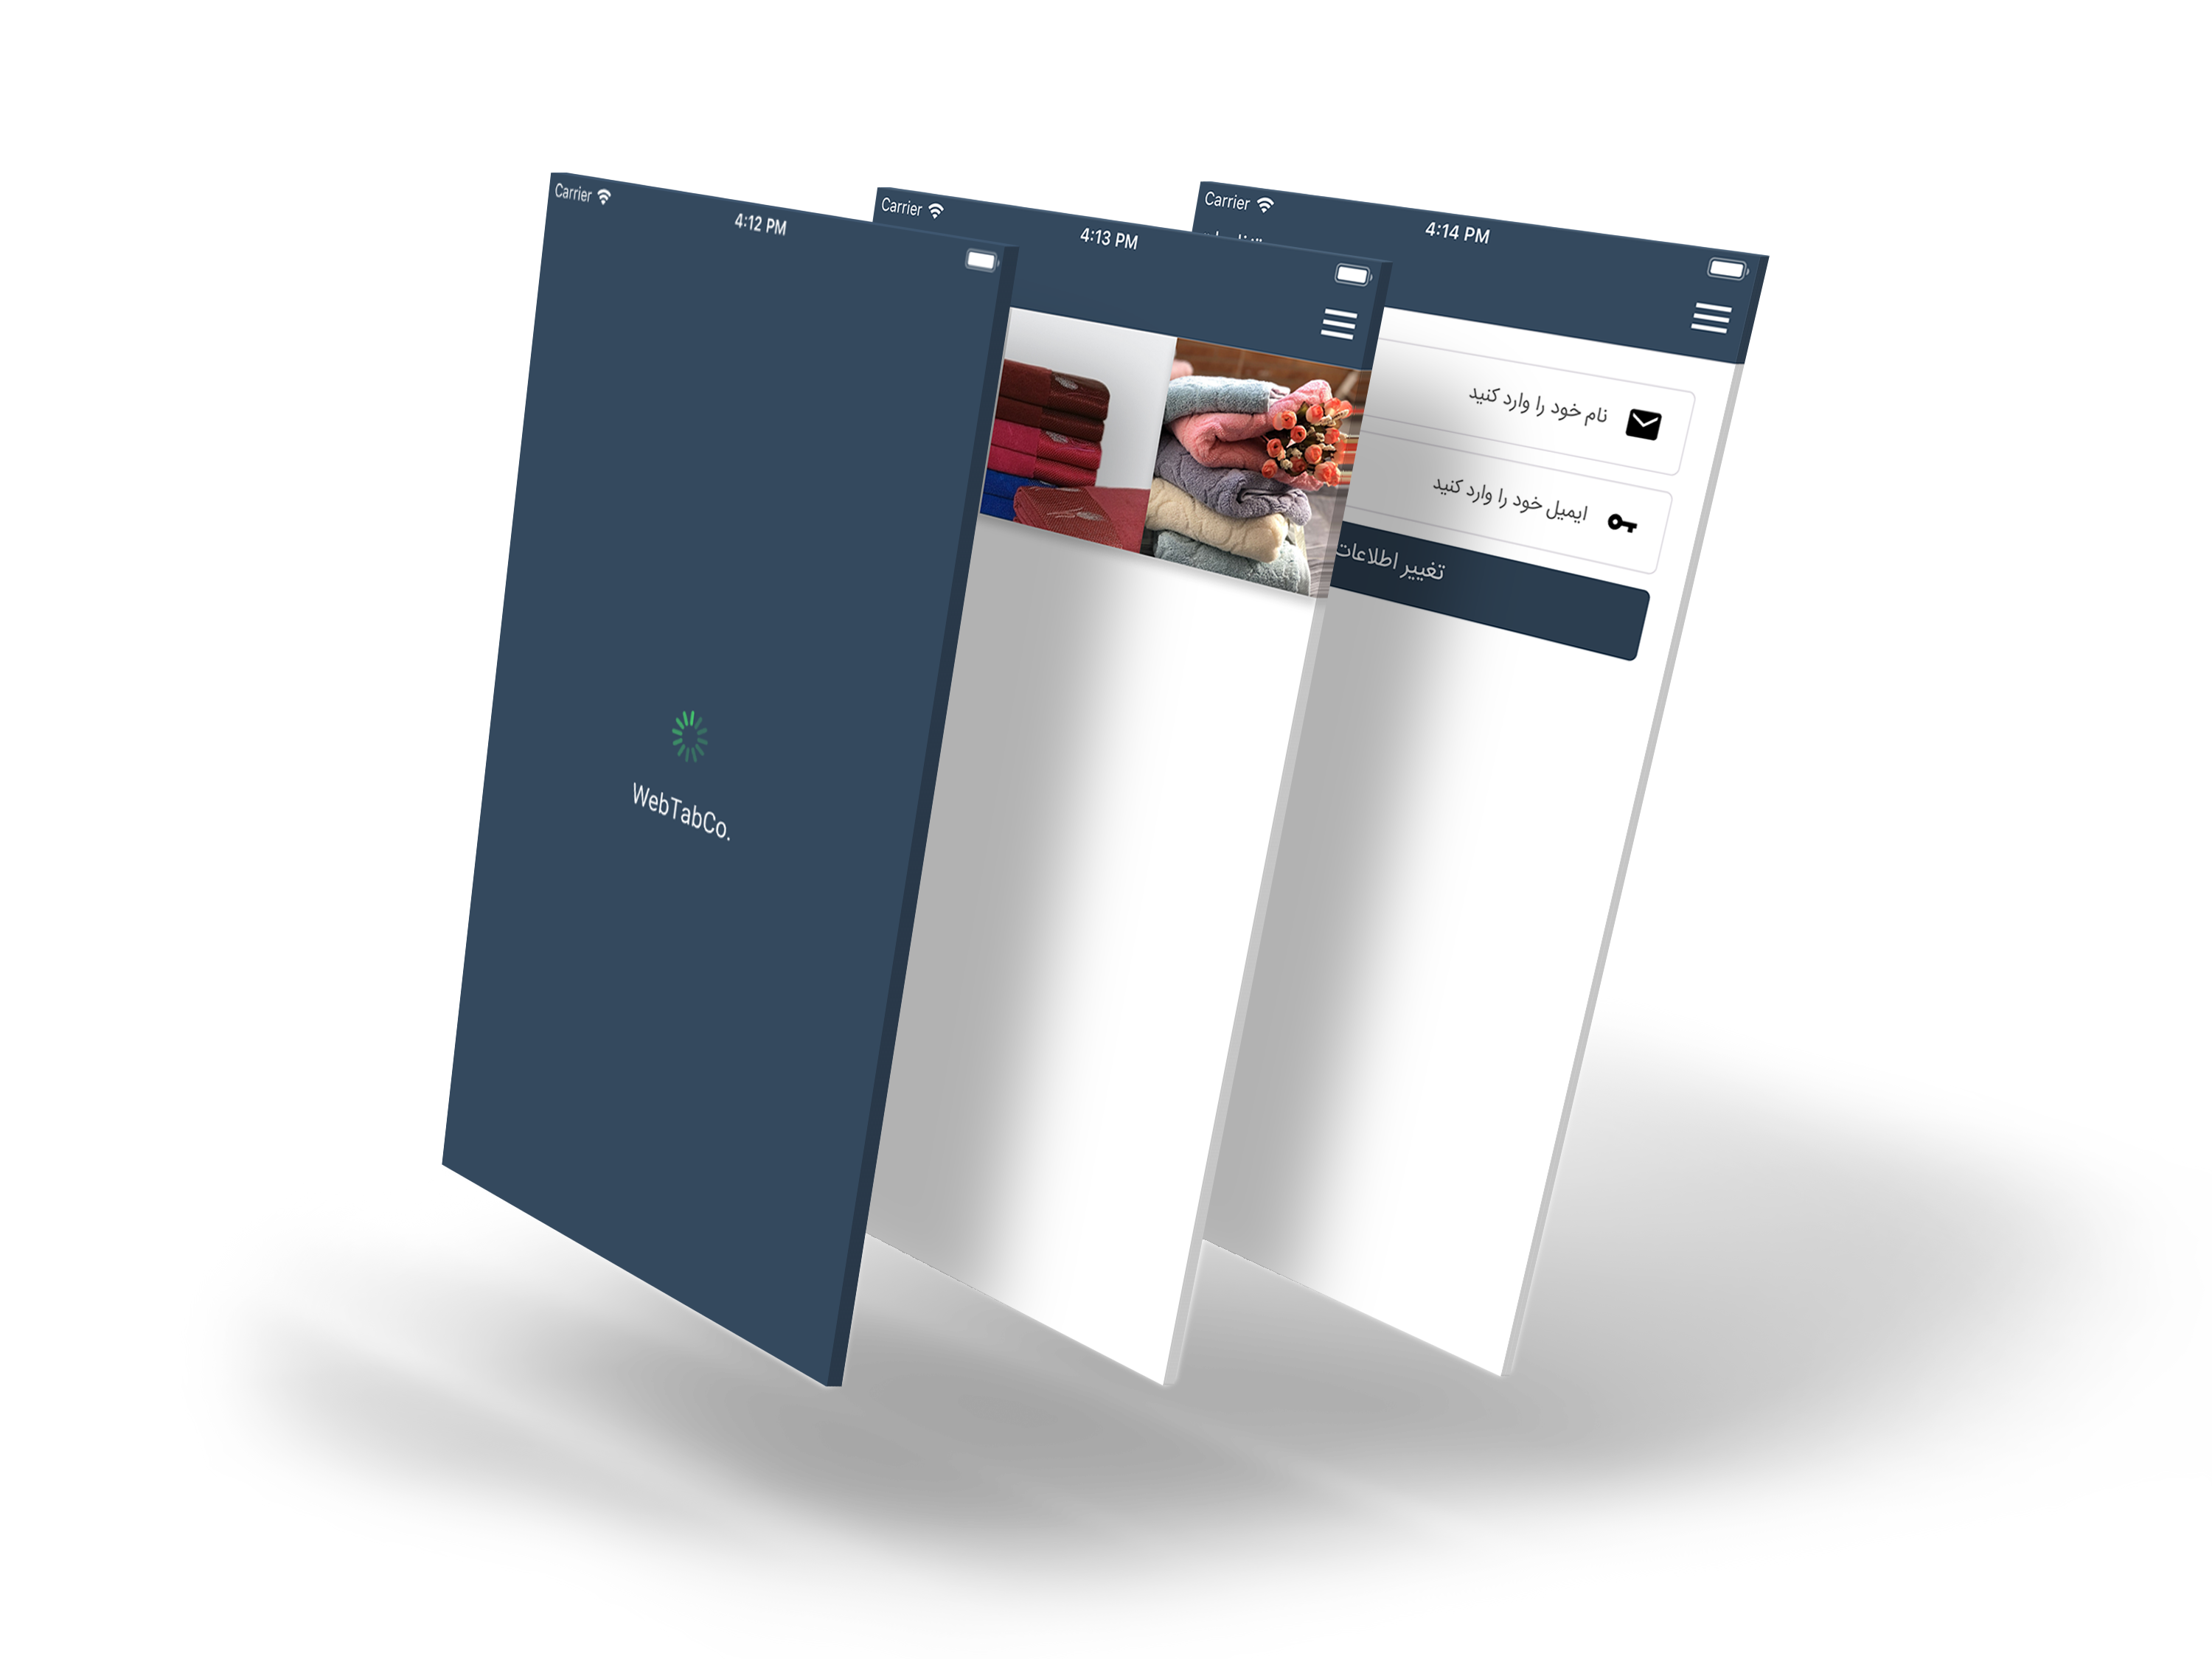 Carrier
4:12 PM
WebTabCo.
Carrier
4:13 PM
Carrier
4:14 PM
نام خود را وارد کنید
ایمیل خود را وارد کنید
تغییر اطلاعات